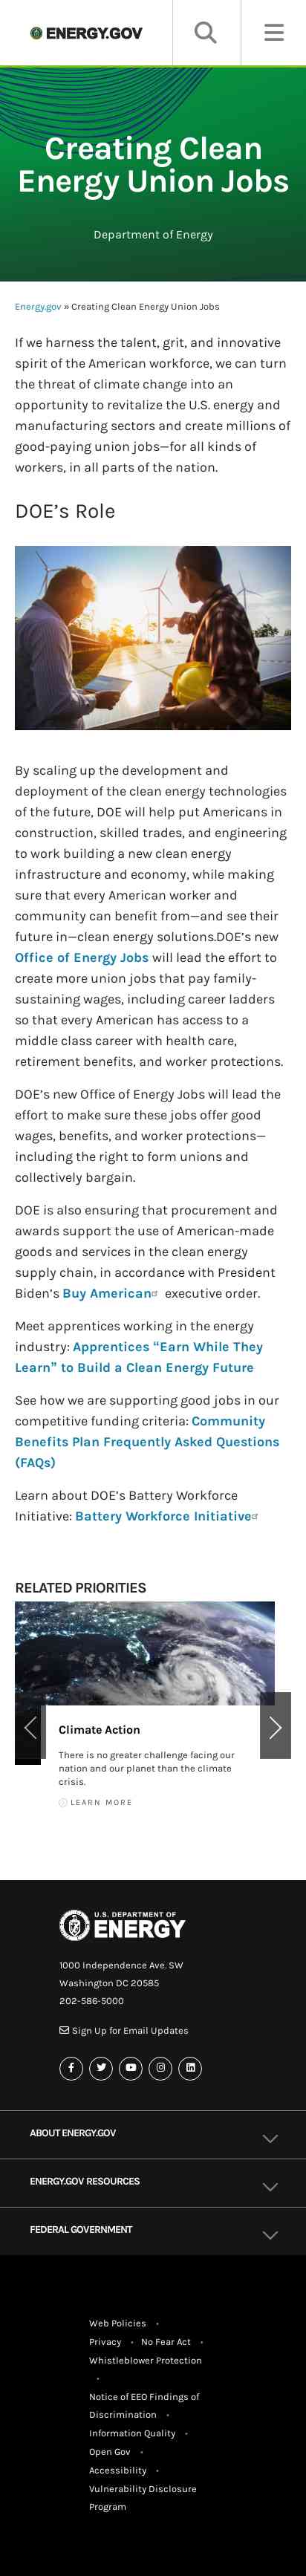 ENERGY.GOV
Creating Clean
Energy Union Jobs
Department of Energy
Energy.gov » Creating Clean Energy Union Jobs
If we harness the talent, grit, and innovative
spirit of the American workforce, we can turn
the threat of climate change into an
opportunity to revitalize the U.S. energy and
manufacturing sectors and create millions of
good-paying union jobs—for all kinds of
workers, in all parts of the nation.
DOE’s Role
By scaling up the development and
deployment of the clean energy technologies
of the future, DOE will help put Americans in
construction, skilled trades, and engineering
to work building a new clean energy
infrastructure and economy, while making
sure that every American worker and
community can benefit from—and see their
future in—clean energy solutions.DOE’s new
Office of Energy Jobs will lead the effort to
create more union jobs that pay family-
sustaining wages, including career ladders
so that every American has access to a
middle class career with health care,
retirement benefits, and worker protections.
DOE’s new Office of Energy Jobs will lead the
effort to make sure these jobs offer good
wages, benefits, and worker protections—
including the right to form unions and
collectively bargain.
DOE is also ensuring that procurement and
awards support the use of American-made
goods and services in the clean energy
supply chain, in accordance with President
Biden’s Buy American executive order.
Meet apprentices working in the energy
industry: Apprentices “Earn While They
Learn” to Build a Clean Energy Future
See how we are supporting good jobs in our
competitive funding criteria: Community
Benefits Plan Frequently Asked Questions
(FAQs)
Learn about DOE’s Battery Workforce
Initiative: Battery Workforce Initiative
RELATED PRIORITIES
Climate Action
There is no greater challenge facing our
nation and our planet than the climate
crisis.
LEARN MORE
U.S. DEPARTMENT OF
ENERGY
1000 Independence Ave. SW
Washington DC 20585
202-586-5000
Sign Up for Email Updates
ABOUT ENERGY.GOV
ENERGY.GOV RESOURCES
FEDERAL GOVERNMENT
Web Policies •
Privacy • No Fear Act •
Whistleblower Protection
•
Notice of EEO Findings of
Discrimination •
Information Quality •
Open Gov •
Accessibility •
Vulnerability Disclosure
Program